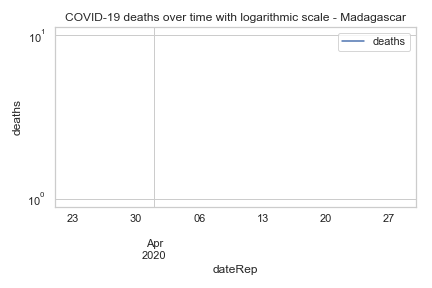 COVID-19 deaths over time with logarithmic scale - Madagascar
deaths
10¹
deaths
10⁰
23 30 06 13 20 27
Apr
2020
dateRep